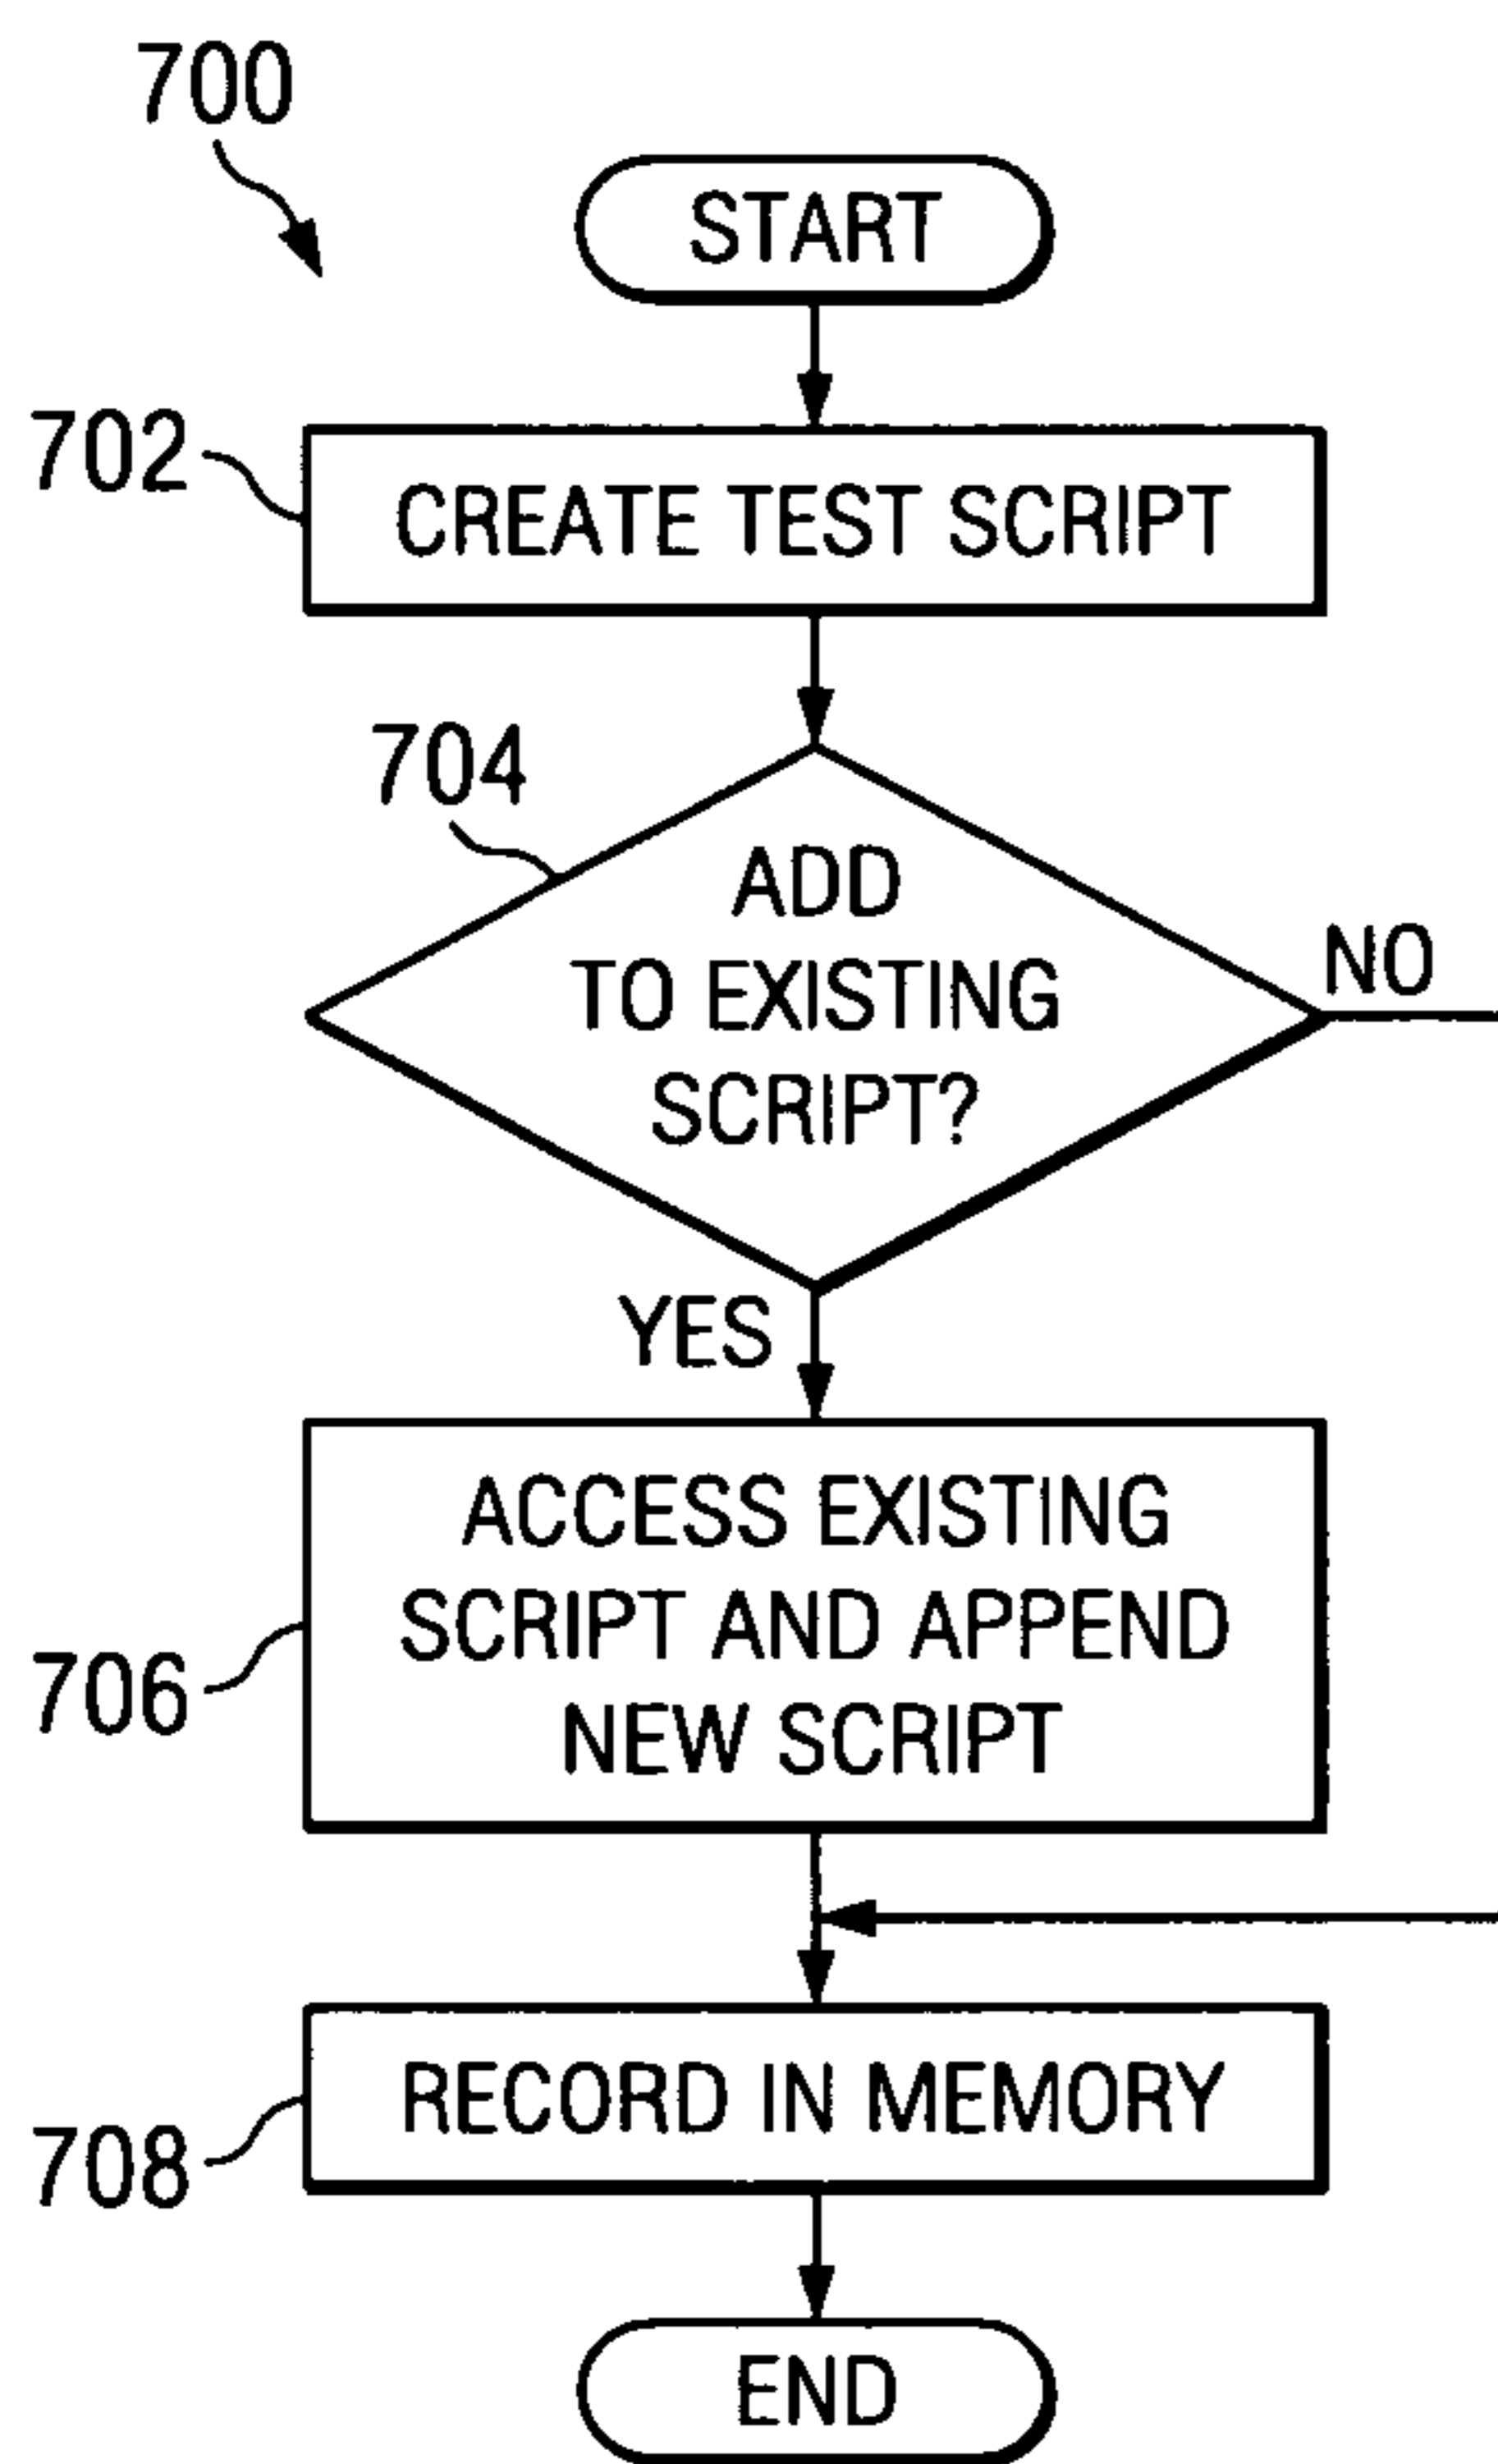 700
START
702
CREATE TEST SCRIPT
704
ADD
TO EXISTING
SCRIPT?
NO
YES
ACCESS EXISTING
SCRIPT AND APPEND
NEW SCRIPT
706
RECORD IN MEMORY
708
END